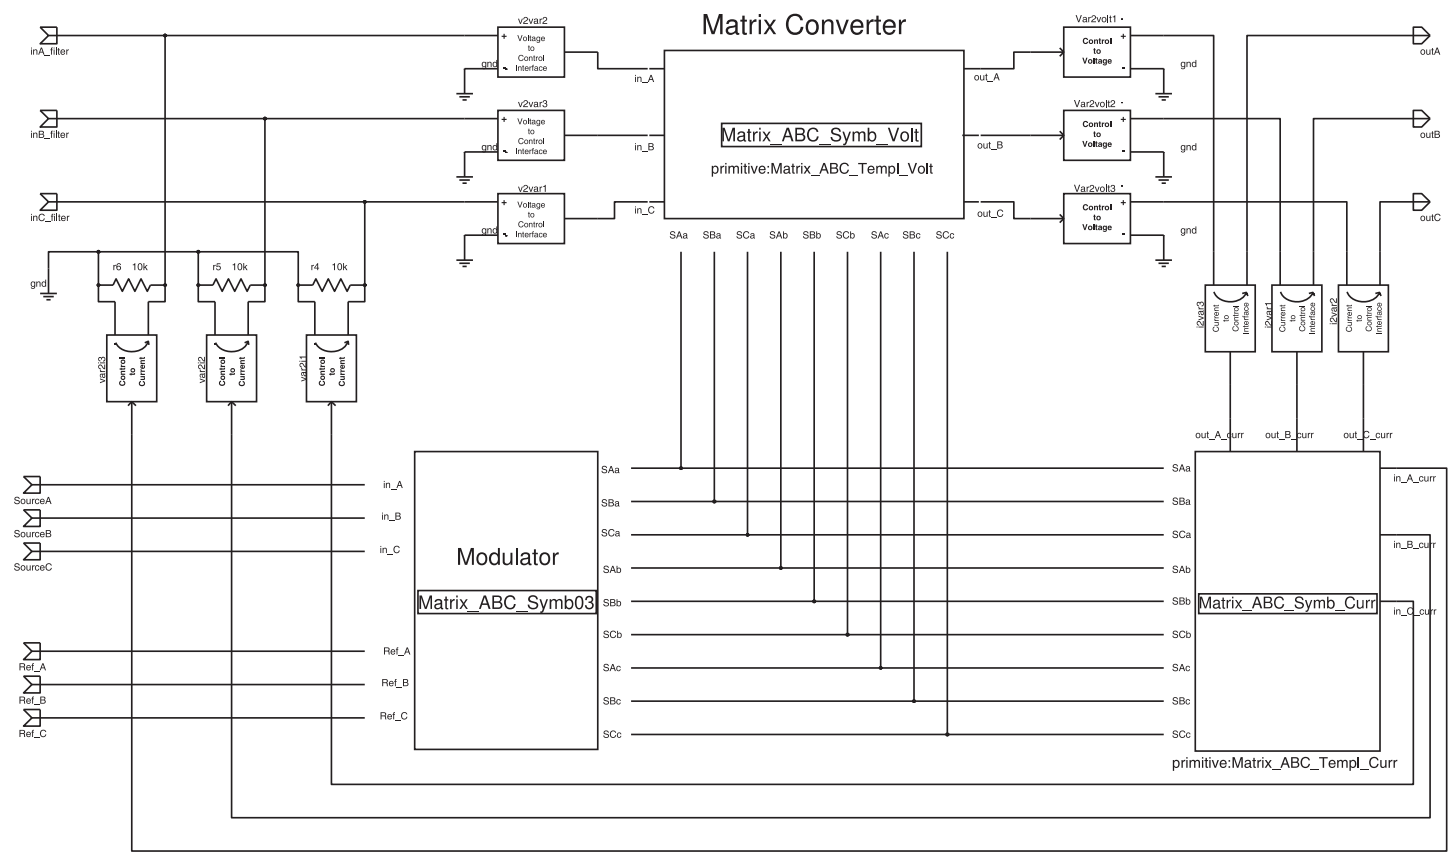 Matrix Converter
v2var2
Var2volt1
inA_filter
+
Voltage
to
Control
Interface
-
gnd
in_A
out_A
Control
to
Voltage
+
-
gnd
outA
v2var3
Var2volt2
inB_filter
+
Voltage
to
Control
Interface
-
gnd
in_B
Matrix_ABC_Symb_Volt
primitive:Matrix_ABC_Templ_Volt
out_B
Control
to
Voltage
+
-
gnd
outB
v2var1
Var2volt3
inC_filter
+
Voltage
to
Control
Interface
-
gnd
in_C
out_C
Control
to
Voltage
+
-
gnd
outC
SAa SBa SCa SAb SBb SCb SAc SBc SCc
gnd
r6 10k
r5 10k
r4 10k
var2i3
Control
to
Current
var2i2
Control
to
Current
var2i1
Control
to
Current
i2var3
Current
to
Control
Interface
i2var1
Current
to
Control
Interface
i2var2
Current
to
Control
Interface
out_A_curr out_B_curr out_C_curr
SourceA
SourceB
SourceC
Ref_A
Ref_B
Ref_C
in_A
in_B
in_C
Ref_A
Ref_B
Ref_C
Modulator
Matrix_ABC_Symb03
SAa
SBa
SCa
SAb
SBb
SCb
SAc
SBc
SCc
SAa
SBa
SCa
SAb
SBb
SCb
SAc
SBc
SCc
Matrix_ABC_Symb_Curr
in_A_curr
in_B_curr
in_C_curr
primitive:Matrix_ABC_Templ_Curr